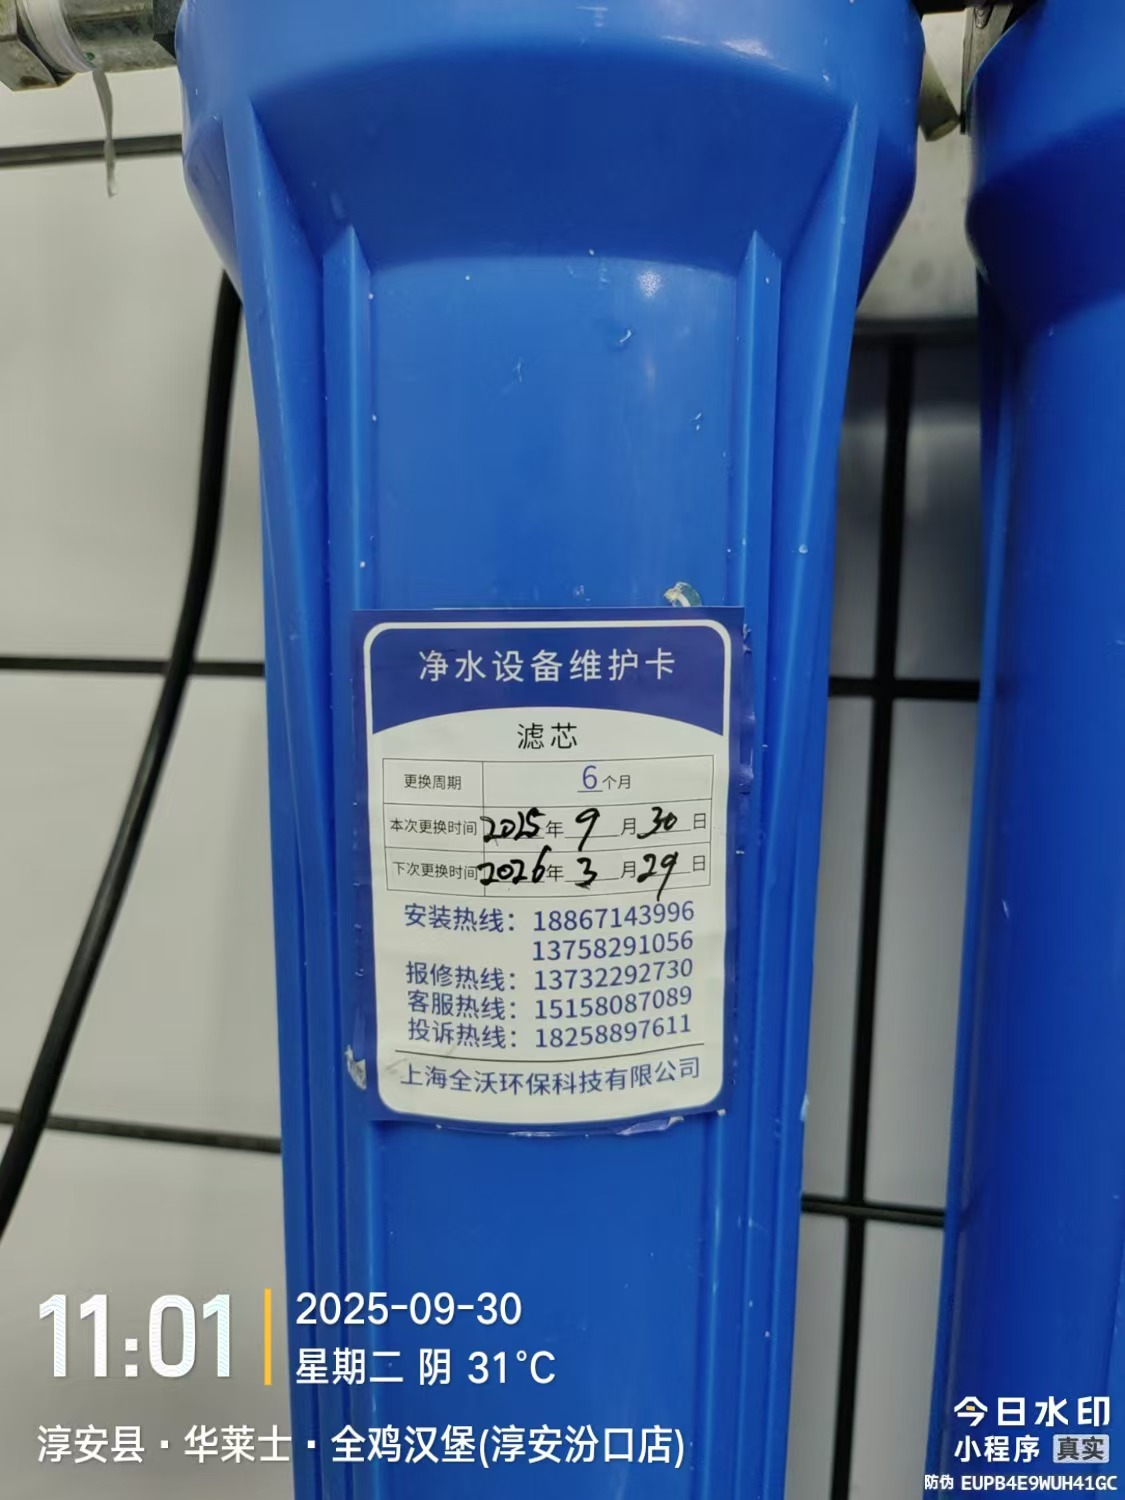 净水设备维护卡
滤芯
更换周期 6个月
本次更换时间 2025年9月30日
下次更换时间 2026年3月29日
安装热线：18867143996
13758291056
报修热线：13732292730
客服热线：15158087089
投诉热线：18258897611
上海全沃环保科技有限公司
11:01
2025-09-30
星期二 阴 31°C
淳安县·华莱士·全鸡汉堡(淳安汾口店)
今日水印
小程序 真实
防伪 EUPB4E9WUH41GC